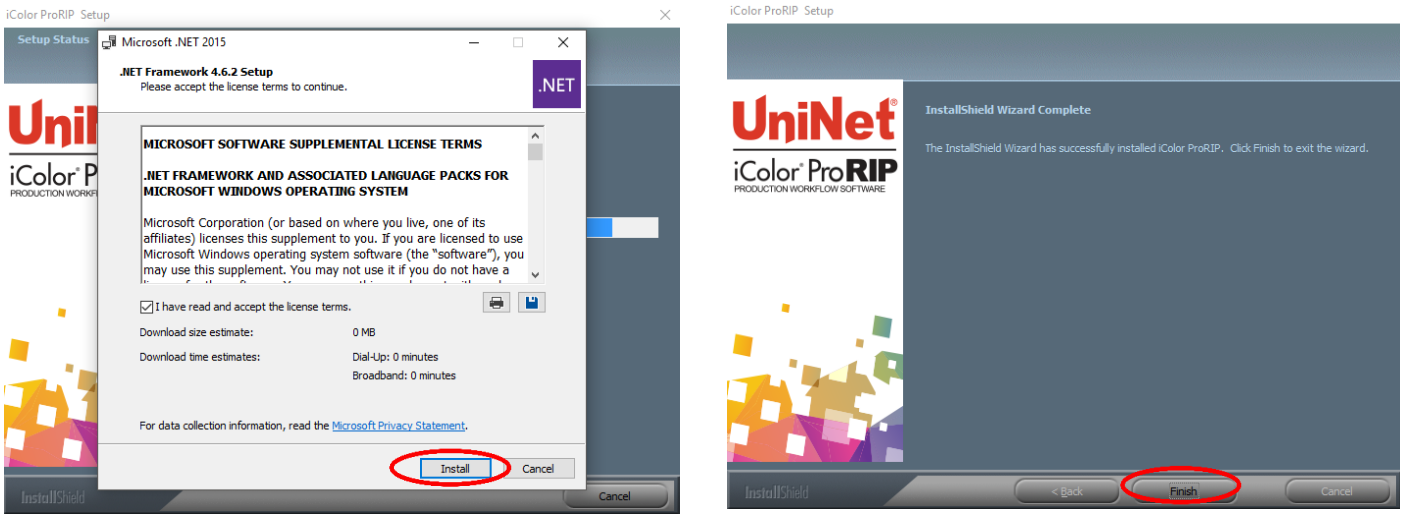 iColor ProRIP Setup
Setup Status
Microsoft .NET 2015
.NET Framework 4.6.2 Setup
Please accept the license terms to continue.
.NET
UniN
iColor® P
PRODUCTION WORKF
MICROSOFT SOFTWARE SUPPLEMENTAL LICENSE TERMS
.NET FRAMEWORK AND ASSOCIATED LANGUAGE PACKS FOR
MICROSOFT WINDOWS OPERATING SYSTEM
Microsoft Corporation (or based on where you live, one of its
affiliates) licenses this supplement to you. If you are licensed to use
Microsoft Windows operating system software (the “software”), you
may use this supplement. You may not use it if you do not have a
I have read and accept the license terms.
Download size estimate: 0 MB
Download time estimates: Dial-Up: 0 minutes
Broadband: 0 minutes
For data collection information, read the Microsoft Privacy Statement.
Install Cancel
InstallShield
Cancel
iColor ProRIP Setup
UniNet®
iColor® ProRIP
PRODUCTION WORKFLOW SOFTWARE
InstallShield Wizard Complete
The InstallShield Wizard has successfully installed iColor ProRIP. Click Finish to exit the wizard.
InstallShield
< Back Finish Cancel